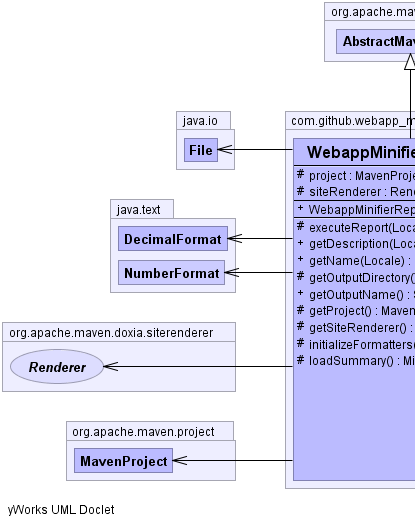 org.apache.maven
AbstractMav
java.io
File
com.github.webapp_m
WebappMinifie
# project : MavenProje
# siteRenderer : Rend
+ WebappMinifierRep
# executeReport(Loca
+ getDescription(Loca
+ getName(Locale) :
# getOutputDirectory(
+ getOutputName() : S
# getProject() : Maven
# getSiteRenderer() :
# initializeFormatters(
# loadSummary() : Mi
java.text
DecimalFormat
NumberFormat
org.apache.maven.doxia.siterenderer
Renderer
org.apache.maven.project
MavenProject
yWorks UML Doclet